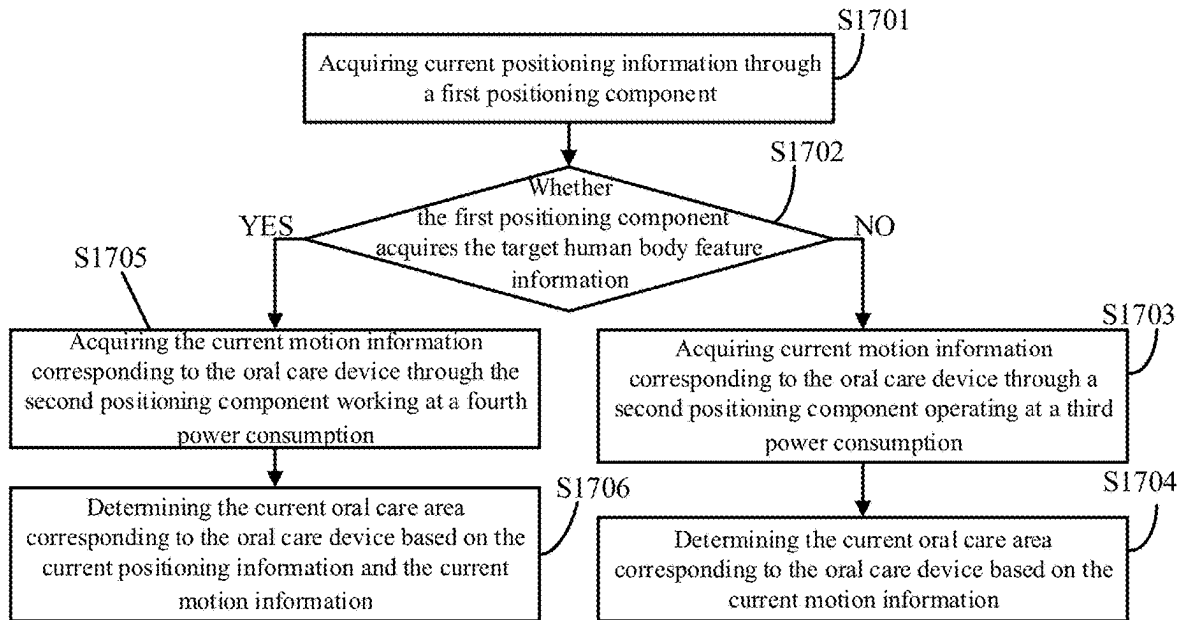 S1701
Acquiring current positioning information through
a first positioning component
S1702
Whether
the first positioning component
acquires the target human body feature
information
YES
NO
S1705
Acquiring the current motion information
corresponding to the oral care device through the
second positioning component working at a fourth
power consumption
S1703
Acquiring current motion information
corresponding to the oral care device through a
second positioning component operating at a third
power consumption
S1706
Determining the current oral care area
corresponding to the oral care device based on the
current positioning information and the current
motion information
S1704
Determining the current oral care area
corresponding to the oral care device based on the
current motion information